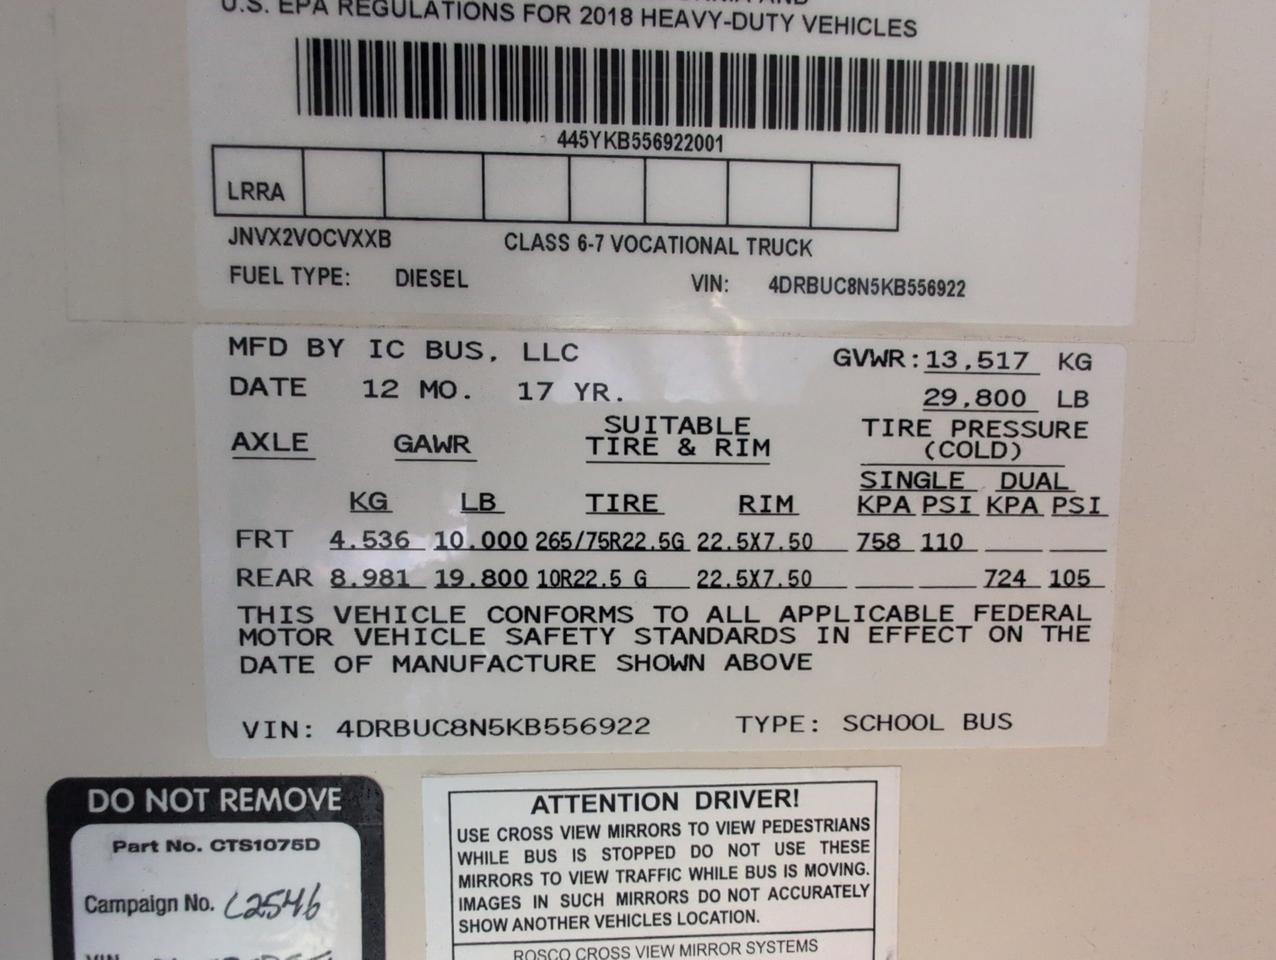 U.S. EPA REGULATIONS FOR 2018 HEAVY-DUTY VEHICLES
445YKB556922001
LRRA
JNVX2VOCVXXB CLASS 6-7 VOCATIONAL TRUCK
FUEL TYPE: DIESEL VIN: 4DRBUC8N5KB556922
MFD BY IC BUS, LLC GVWR: 13,517 KG
DATE 12 MO. 17 YR. 29,800 LB
AXLE GAWR SUITABLE TIRE PRESSURE
TIRE & RIM (COLD)
SINGLE DUAL
KG LB TIRE RIM KPA PSI KPA PSI
FRT 4.536 10.000 265/75R22.5G 22.5X7.50 758 110
REAR 8.981 19.800 10R22.5 G 22.5X7.50 724 105
THIS VEHICLE CONFORMS TO ALL APPLICABLE FEDERAL
MOTOR VEHICLE SAFETY STANDARDS IN EFFECT ON THE
DATE OF MANUFACTURE SHOWN ABOVE
VIN: 4DRBUC8N5KB556922 TYPE: SCHOOL BUS
DO NOT REMOVE
Part No. CTS1075D
Campaign No. C2546
VIN
ATTENTION DRIVER!
USE CROSS VIEW MIRRORS TO VIEW PEDESTRIANS
WHILE BUS IS STOPPED DO NOT USE THESE
MIRRORS TO VIEW TRAFFIC WHILE BUS IS MOVING.
IMAGES IN SUCH MIRRORS DO NOT ACCURATELY
SHOW ANOTHER VEHICLES LOCATION.
ROSCO CROSS VIEW MIRROR SYSTEMS